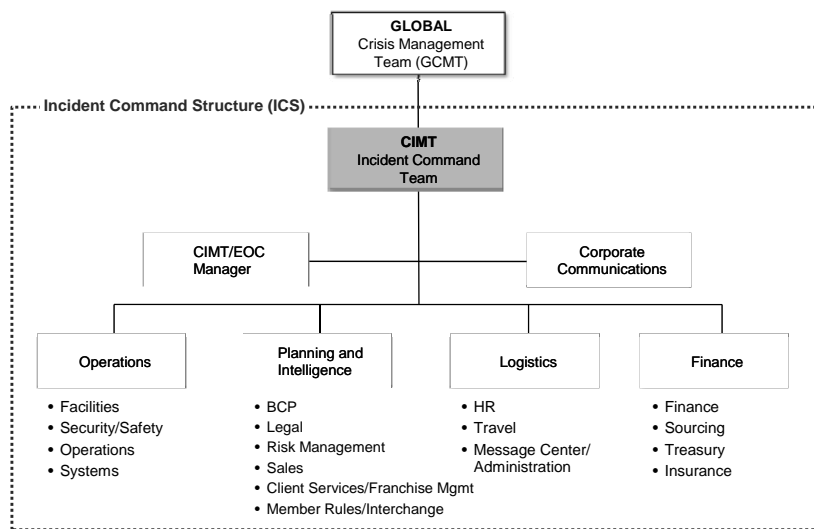 GLOBAL
Crisis Management
Team (GCMT)
Incident Command Structure (ICS)
CIMT
Incident Command
Team
CIMT/EOC
Manager
Corporate
Communications
Operations
• Facilities
• Security/Safety
• Operations
• Systems
Planning and
Intelligence
• BCP
• Legal
• Risk Management
• Sales
• Client Services/Franchise Mgmt
• Member Rules/Interchange
Logistics
• HR
• Travel
• Message Center/
Administration
Finance
• Finance
• Sourcing
• Treasury
• Insurance